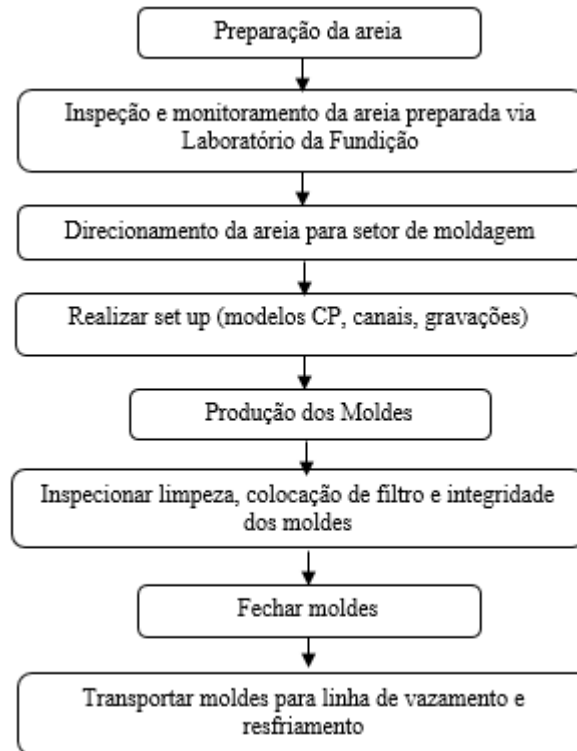 Preparação da areia
Inspeção e monitoramento da areia preparada via
Laboratório da Fundição
Direcionamento da areia para setor de moldagem
Realizar set up (modelos CP, canais, gravações)
Produção dos Moldes
Inspecionar limpeza, colocação de filtro e integridade
dos moldes
Fechar moldes
Transportar moldes para linha de vazamento e
resfriamento